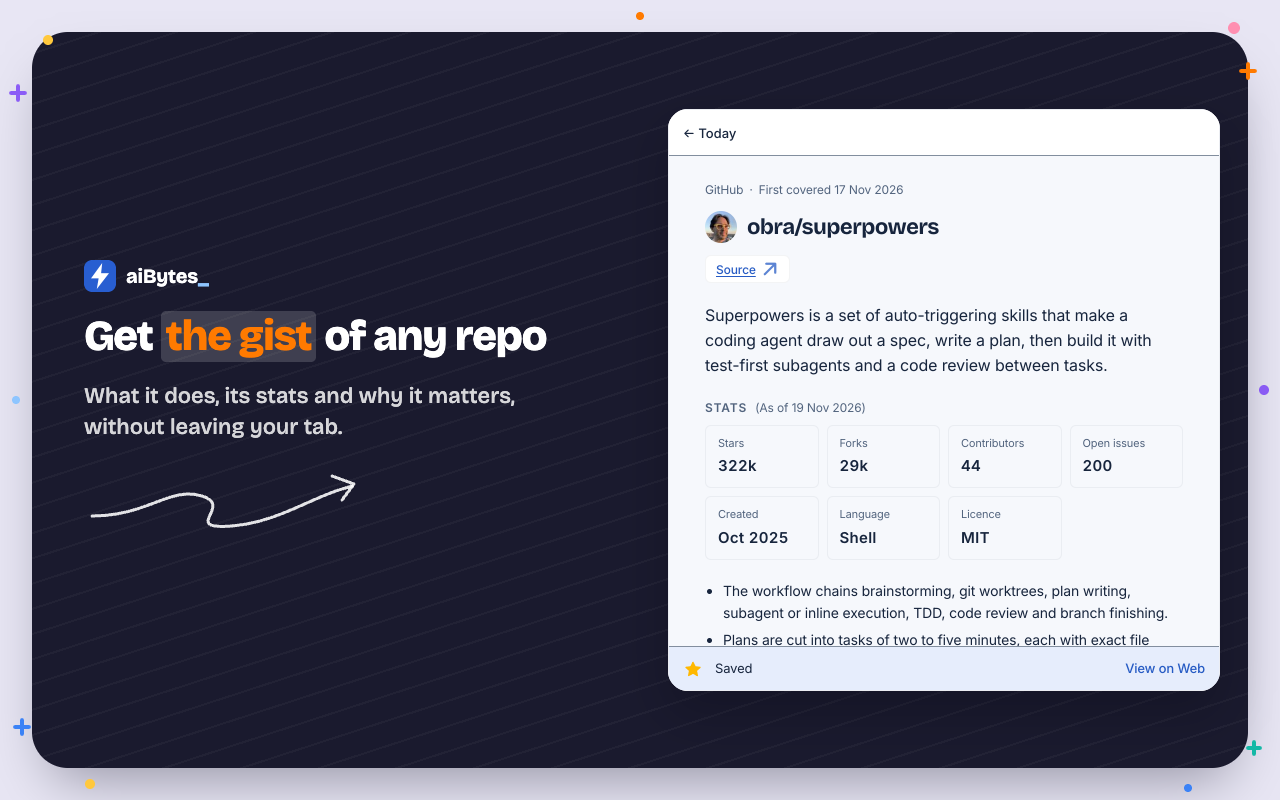 aiBytes_
Get the gist of any repo
What it does, its stats and why it matters,
without leaving your tab.
← Today
GitHub · First covered 17 Nov 2026
obra/superpowers
Source
Superpowers is a set of auto-triggering skills that make a
coding agent draw out a spec, write a plan, then build it with
test-first subagents and a code review between tasks.
STATS (As of 19 Nov 2026)
Stars
322k
Forks
29k
Contributors
44
Open issues
200
Created
Oct 2025
Language
Shell
Licence
MIT
• The workflow chains brainstorming, git worktrees, plan writing,
subagent or inline execution, TDD, code review and branch finishing.
• Plans are cut into tasks of two to five minutes, each with exact file
Saved
View on Web